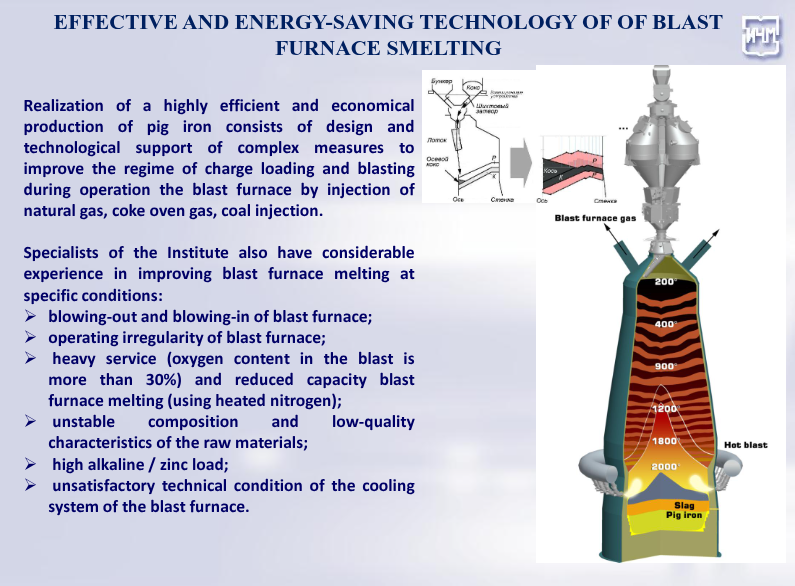 EFFECTIVE AND ENERGY-SAVING TECHNOLOGY OF OF BLAST
FURNACE SMELTING
ИЧМ
Realization of a highly efficient and economical
production of pig iron consists of design and
technological support of complex measures to
improve the regime of charge loading and blasting
during operation the blast furnace by injection of
natural gas, coke oven gas, coal injection.
Specialists of the Institute also have considerable
experience in improving blast furnace melting at
specific conditions:
➢ blowing-out and blowing-in of blast furnace;
➢ operating irregularity of blast furnace;
➢ heavy service (oxygen content in the blast is
more than 30%) and reduced capacity blast
furnace melting (using heated nitrogen);
➢ unstable composition and low-quality
characteristics of the raw materials;
➢ high alkaline / zinc load;
➢ unsatisfactory technical condition of the cooling
system of the blast furnace.
Бункер
Кокс
Шихтовый
затвор
Лоток
Осевой
кокс
Р
К
Ось
Стенка
...
Кокс
Р
К
Ось
Стенка
Blast furnace gas
200°
400°
900°
1200°
1800°
2000°
Hot blast
Slag
Pig iron